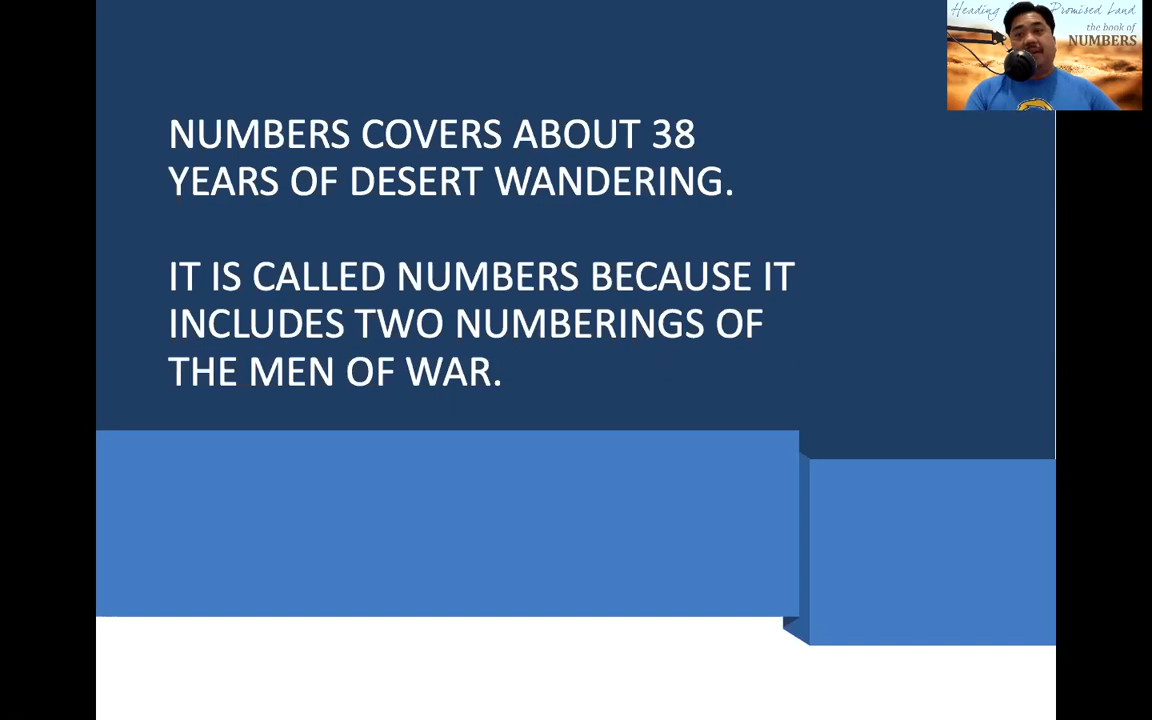 Heading Promised Land
the book of
NUMBERS
NUMBERS COVERS ABOUT 38
YEARS OF DESERT WANDERING.
IT IS CALLED NUMBERS BECAUSE IT
INCLUDES TWO NUMBERINGS OF
THE MEN OF WAR.